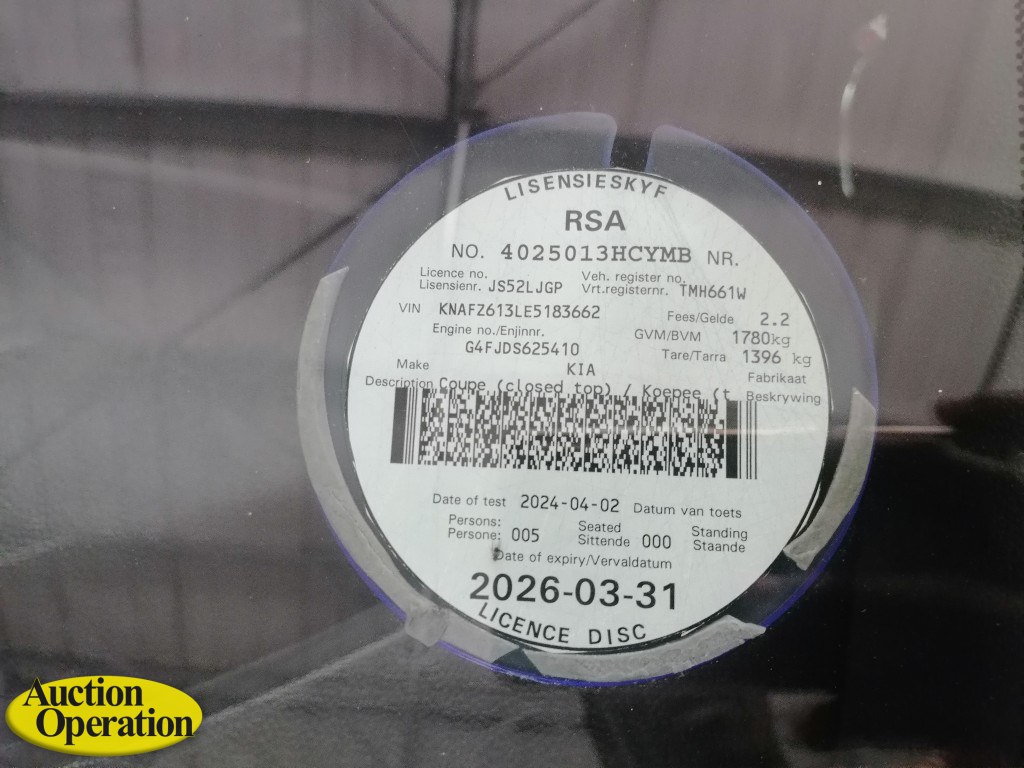 LISENSIESKYF
RSA
NO. 4025013HCYMB NR.
Licence no. Veh. register no.
Lisensienr. JS52LJGP Vrt.registernr. TMH661W
VIN KNAFZ613LE5183662 Fees/Gelde 2.2
Engine no./Enjinnr. GVM/BVM 1780kg
G4FJDS625410 Tare/Tarra 1396 kg
Make KIA Fabrikaat
Description Coupe (closed top) / Koepee (t Beskrywing
Date of test 2024-04-02 Datum van toets
Persons: Seated Standing
Persone: 005 Sittende 000 Staande
Date of expiry/Vervaldatum
2026-03-31
LICENCE DISC
Auction
Operation